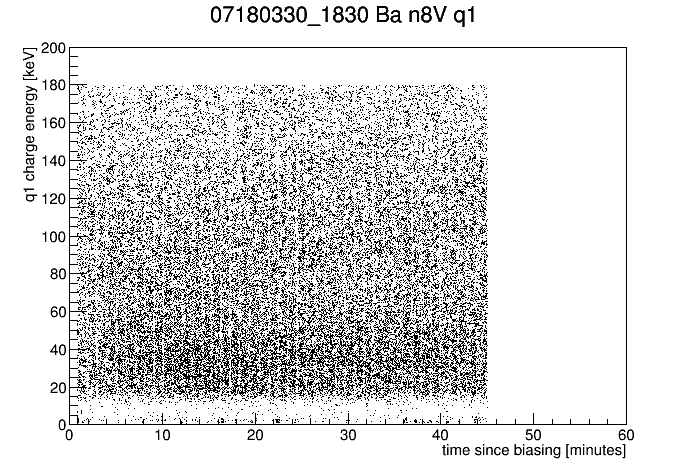 07180330_1830 Ba n8V q1
q1 charge energy [keV]
200
180
160
140
120
100
80
60
40
20
0
0 10 20 30 40 50 60
time since biasing [minutes]